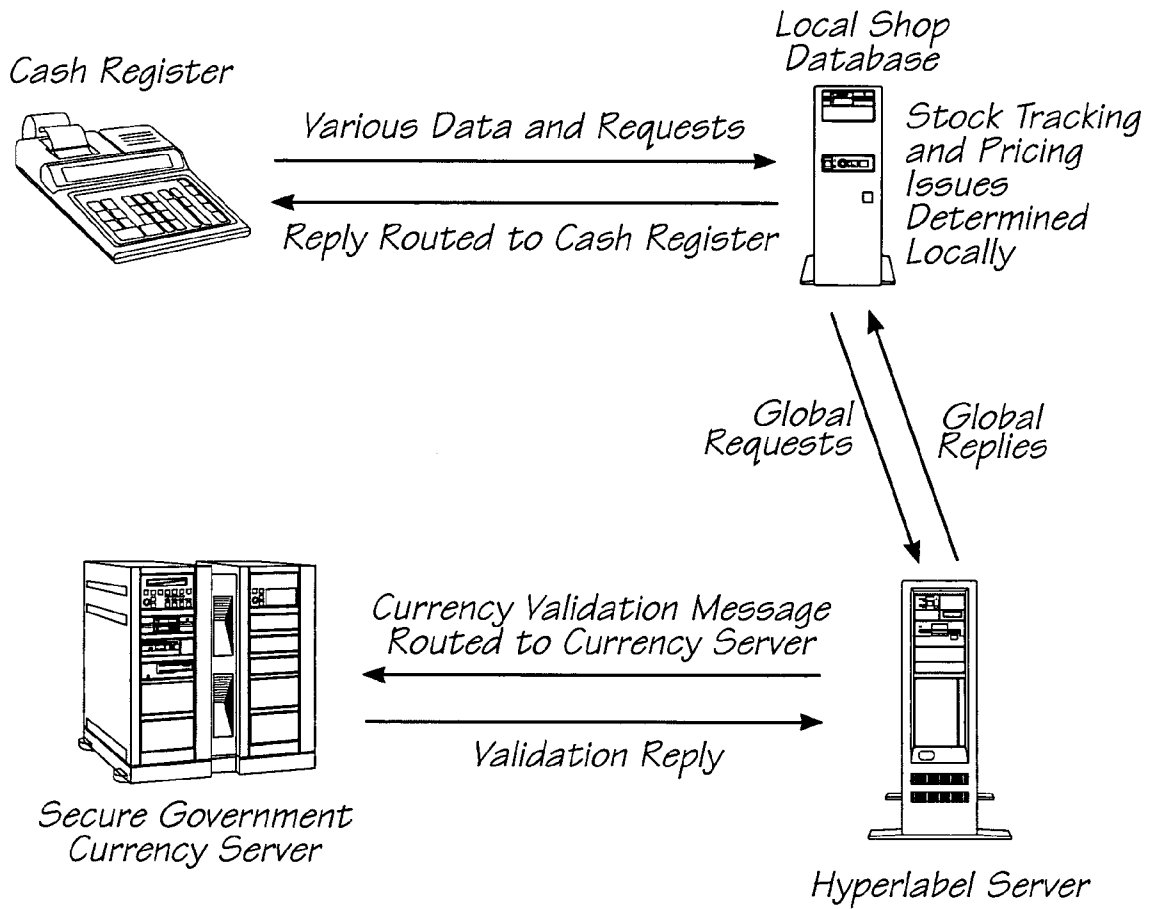 Cash Register
Local Shop
Database
Various Data and Requests
Reply Routed to Cash Register
Stock Tracking
and Pricing
Issues
Determined
Locally
Global
Requests
Global
Replies
Currency Validation Message
Routed to Currency Server
Validation Reply
Secure Government
Currency Server
Hyperlabel Server